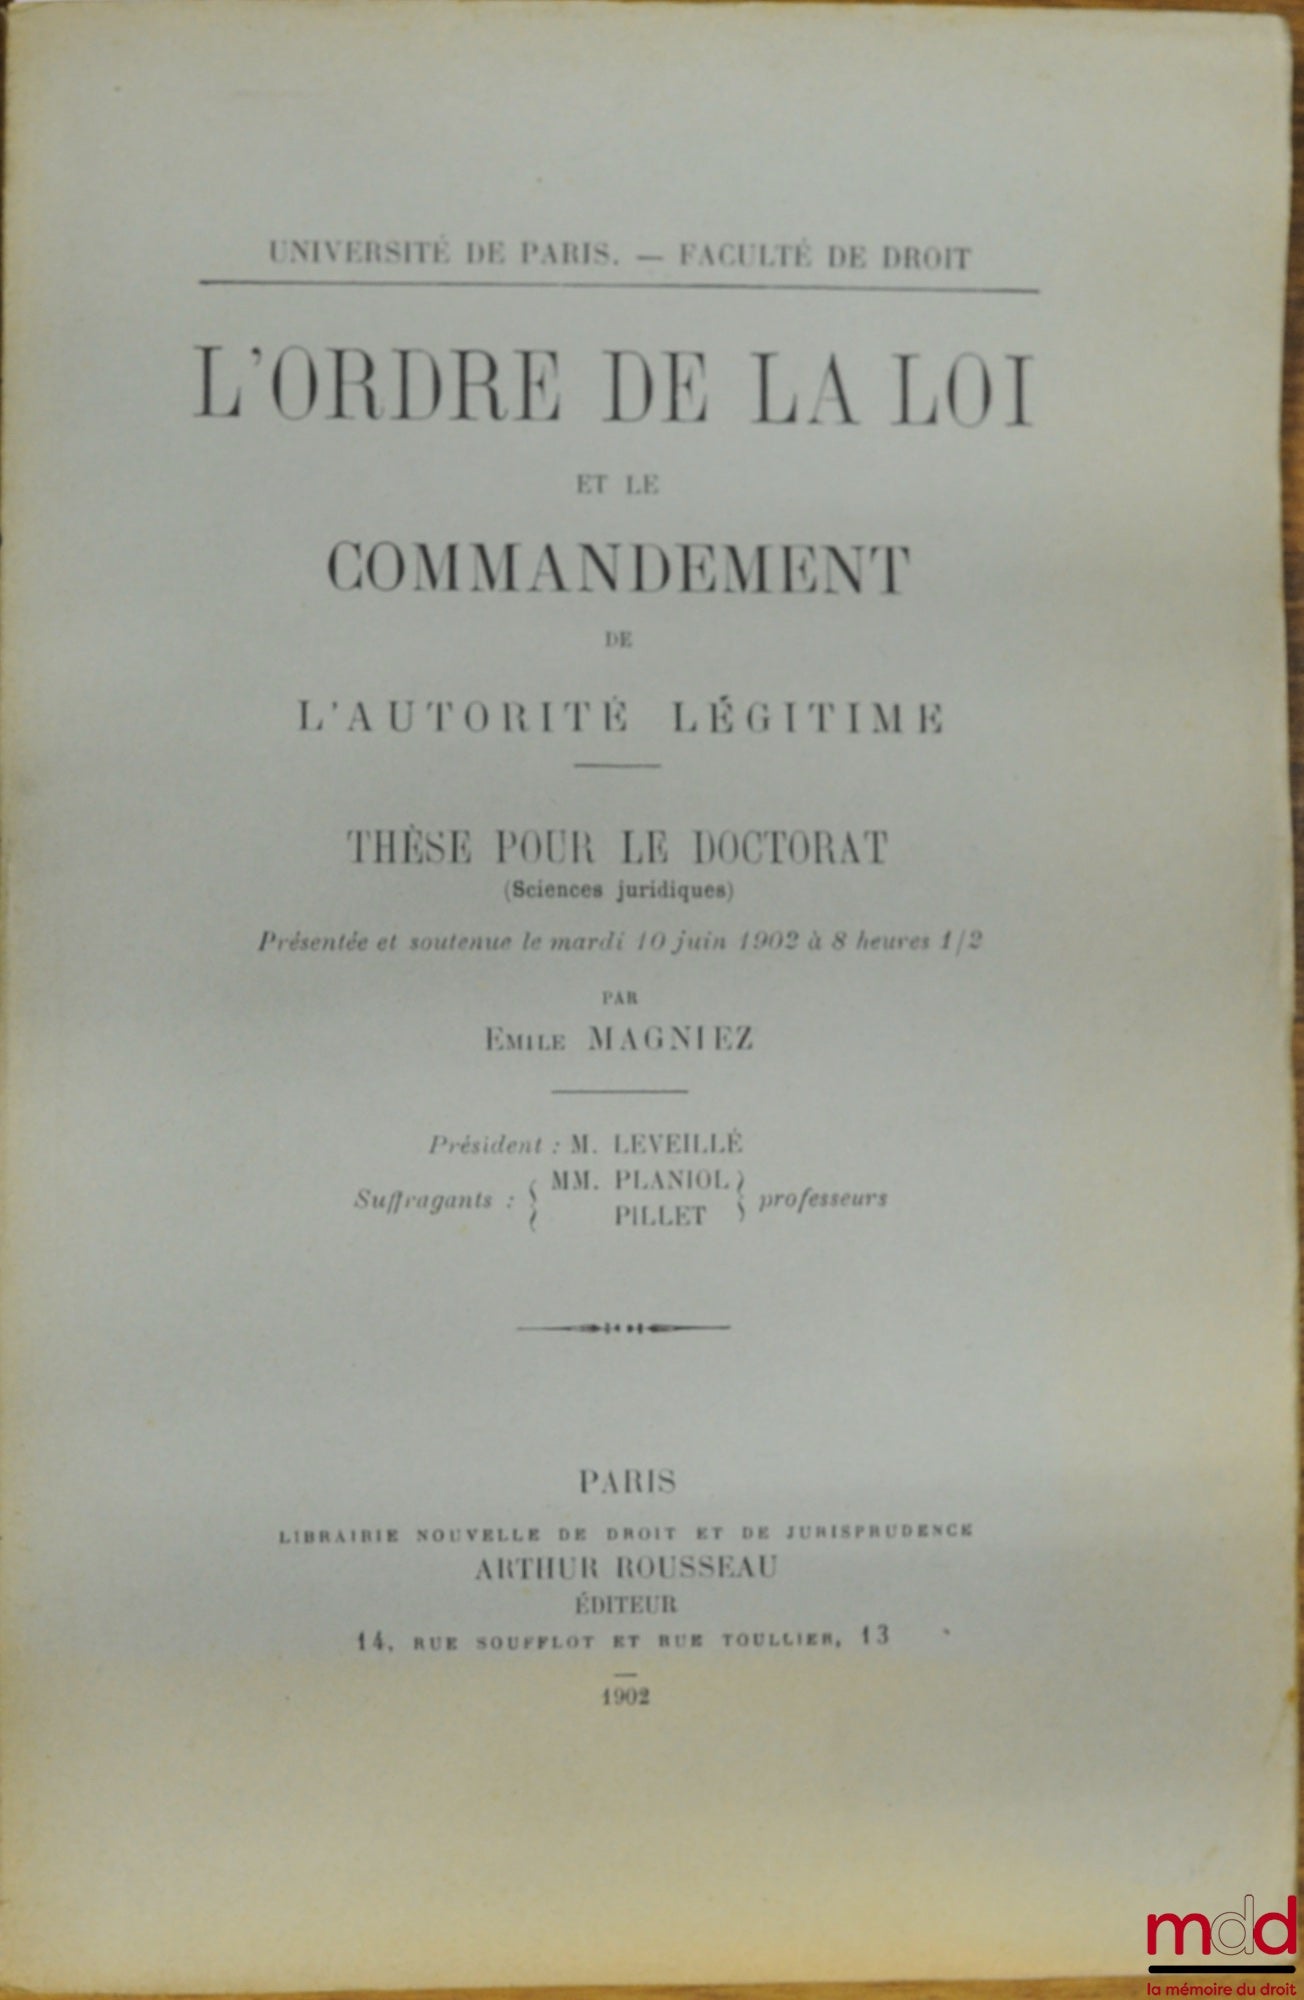 UNIVERSITÉ DE PARIS. — FACULTÉ DE DROIT
L'ORDRE DE LA LOI
ET LE
COMMANDEMENT
DE
L'AUTORITÉ LÉGITIME
THÈSE POUR LE DOCTORAT
(Sciences juridiques)
Présentée et soutenue le mardi 10 juin 1902 à 8 heures 1/2
PAR
EMILE MAGNIEZ
Président : M. LEVEILLÉ
Suffragants : { MM. PLANIOL } professeurs
PILLET
PARIS
LIBRAIRIE NOUVELLE DE DROIT ET DE JURISPRUDENCE
ARTHUR ROUSSEAU
ÉDITEUR
14, RUE SOUFFLOT ET RUE TOULLIER, 13
1902
mdd
la mémoire du droit